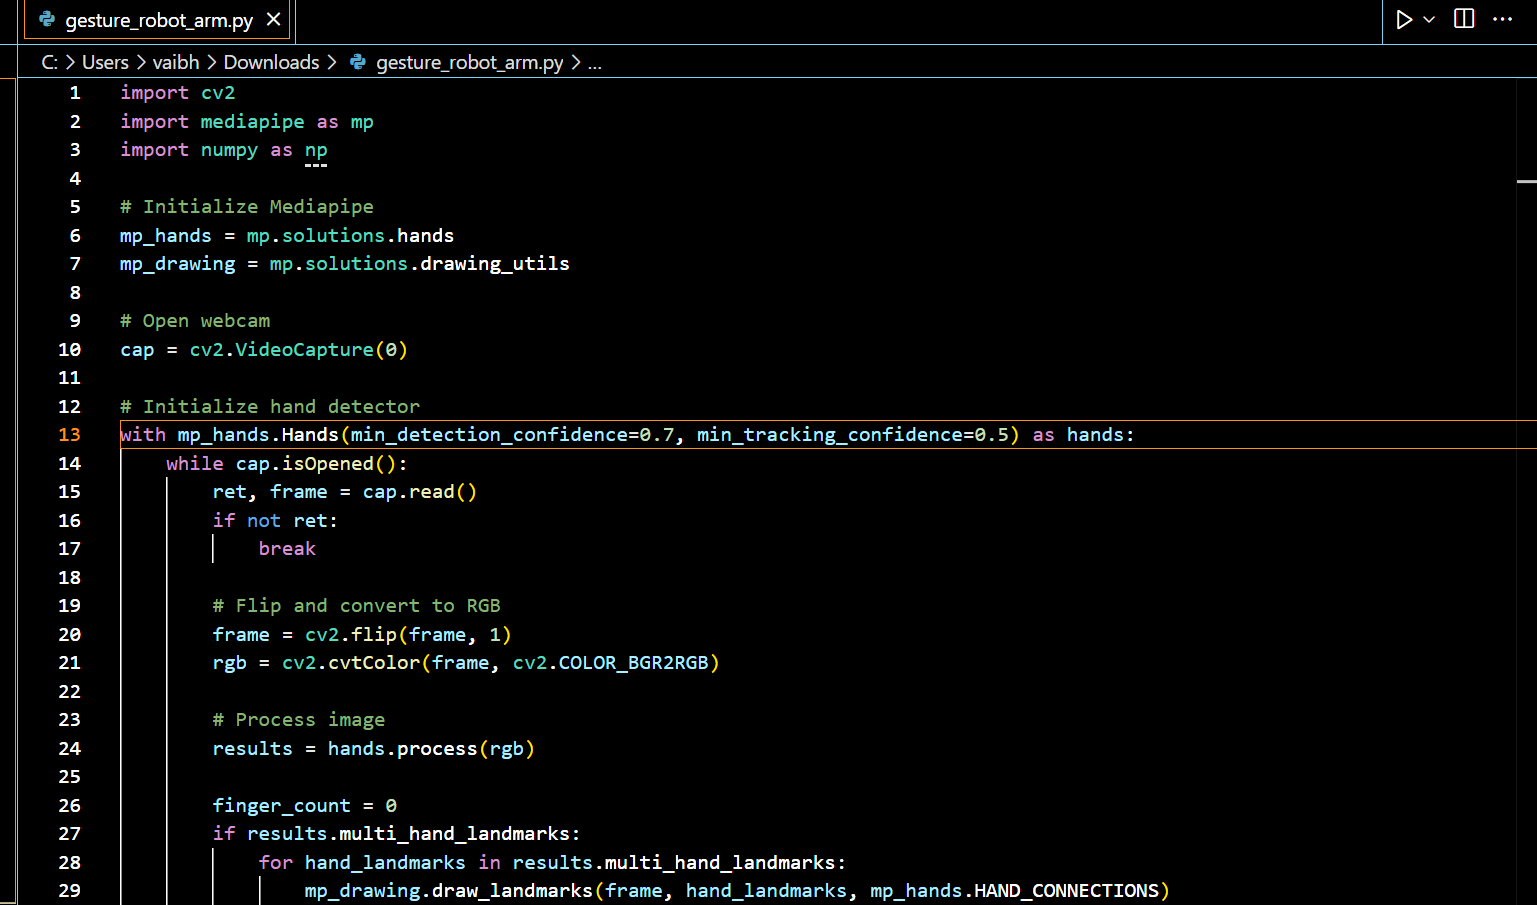 gesture_robot_arm.py
C: > Users > vaibh > Downloads > gesture_robot_arm.py > ...
1 import cv2
2 import mediapipe as mp
3 import numpy as np
4
5 # Initialize Mediapipe
6 mp_hands = mp.solutions.hands
7 mp_drawing = mp.solutions.drawing_utils
8
9 # Open webcam
10 cap = cv2.VideoCapture(0)
11
12 # Initialize hand detector
13 with mp_hands.Hands(min_detection_confidence=0.7, min_tracking_confidence=0.5) as hands:
14     while cap.isOpened():
15         ret, frame = cap.read()
16         if not ret:
17             break
18
19         # Flip and convert to RGB
20         frame = cv2.flip(frame, 1)
21         rgb = cv2.cvtColor(frame, cv2.COLOR_BGR2RGB)
22
23         # Process image
24         results = hands.process(rgb)
25
26         finger_count = 0
27         if results.multi_hand_landmarks:
28             for hand_landmarks in results.multi_hand_landmarks:
29                 mp_drawing.draw_landmarks(frame, hand_landmarks, mp_hands.HAND_CONNECTIONS)